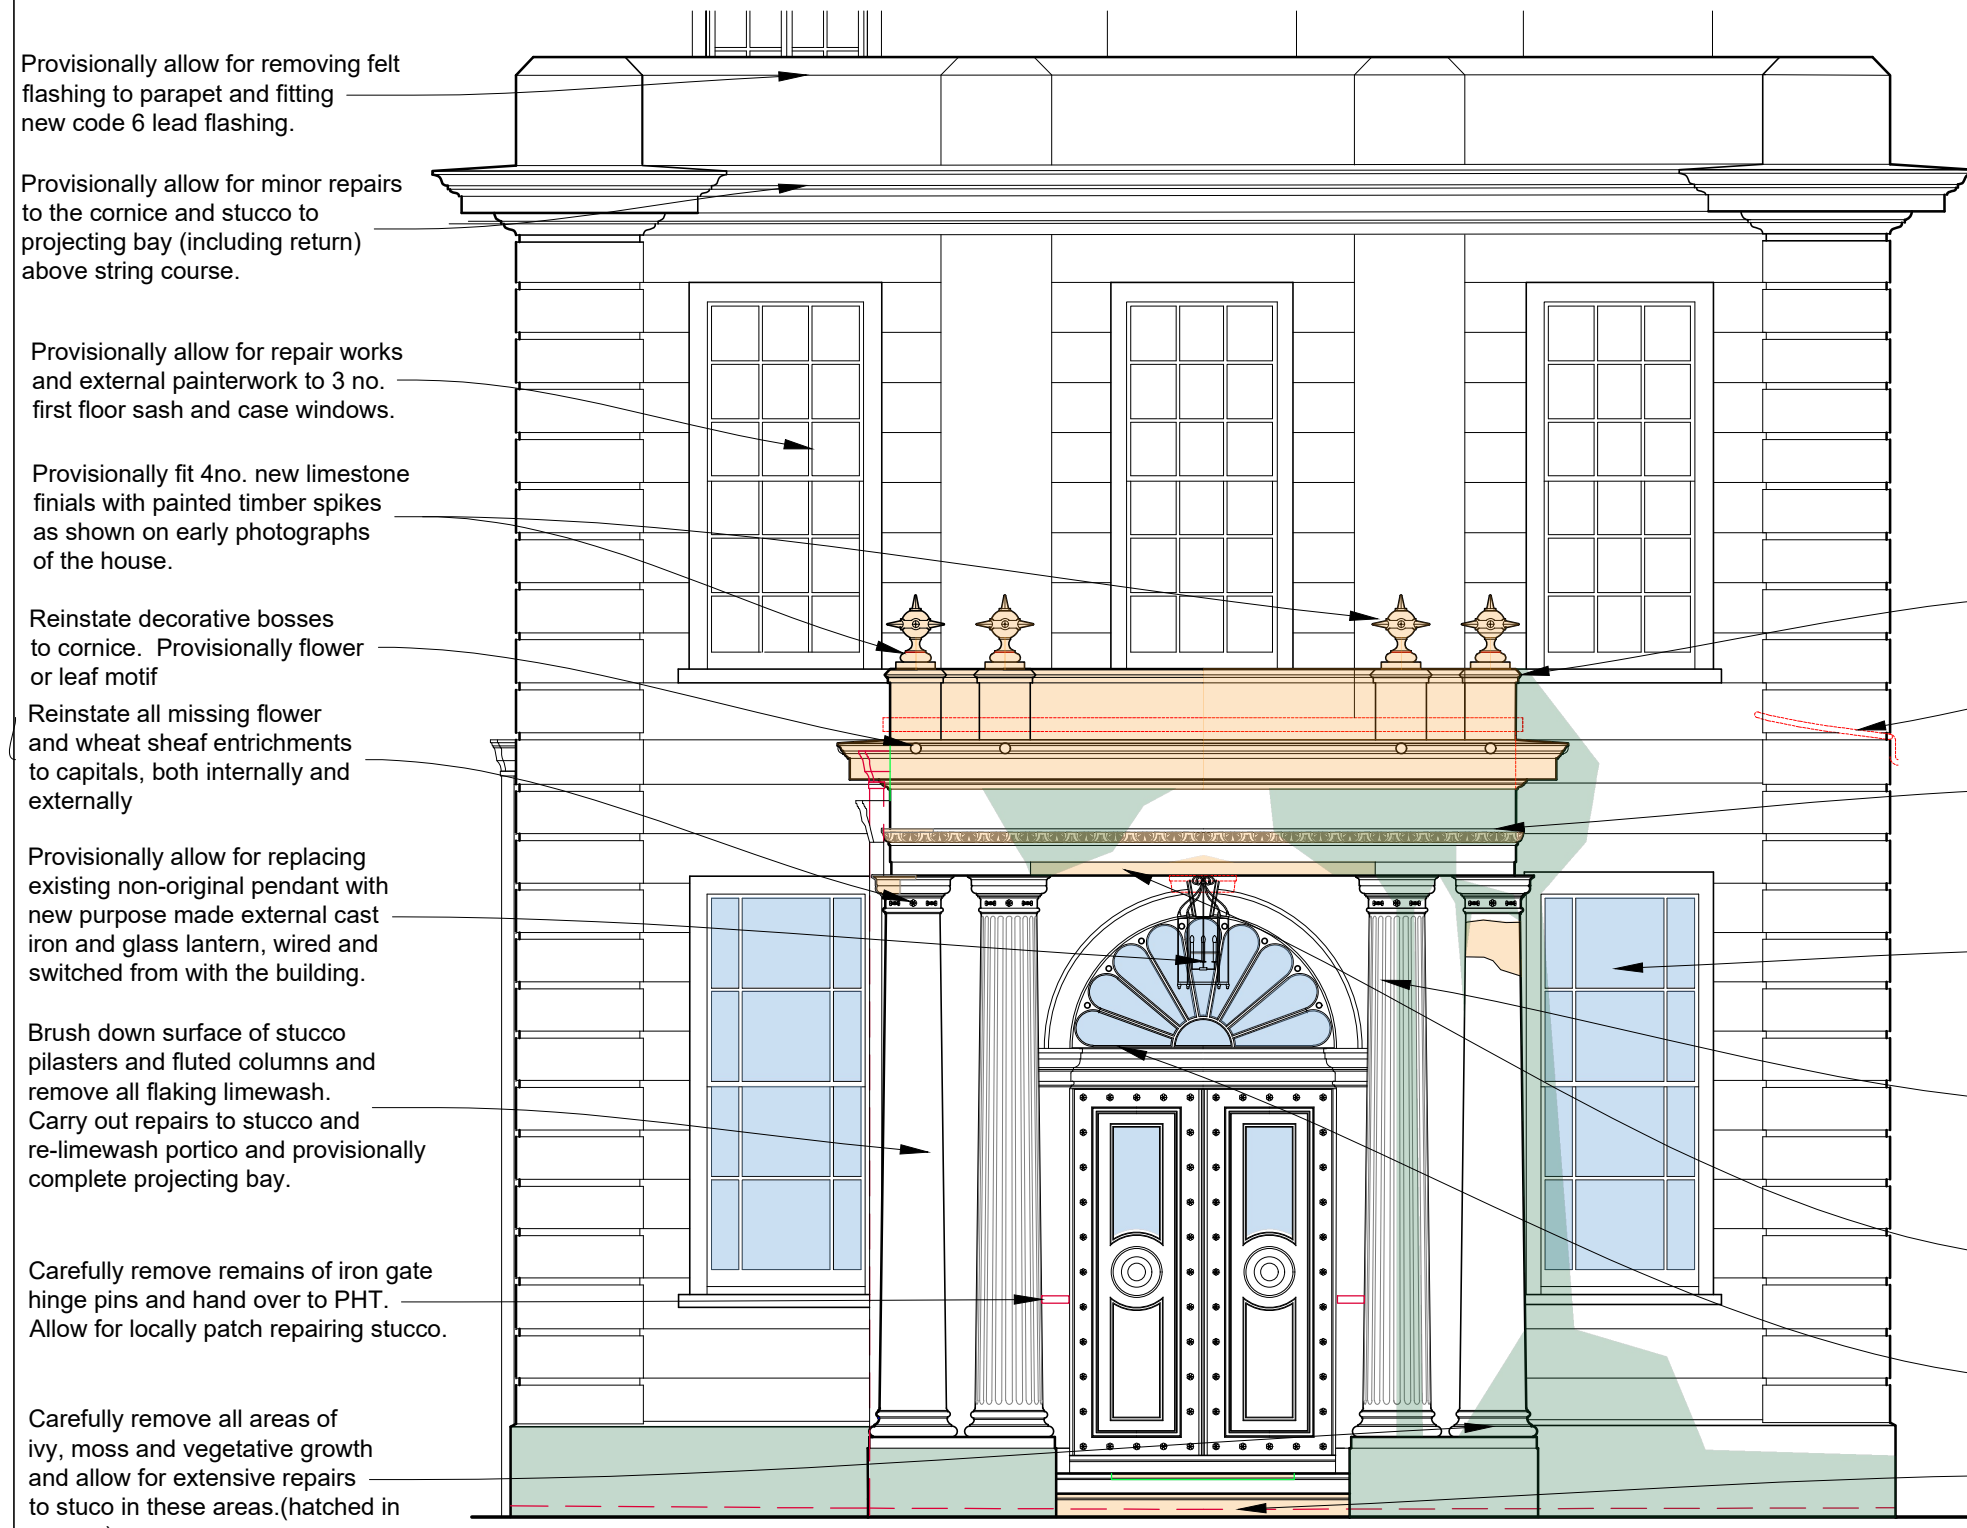 Provisionally allow for removing felt
flashing to parapet and fitting
new code 6 lead flashing.
Provisionally allow for minor repairs
to the cornice and stucco to
projecting bay (including return)
above string course.
Provisionally allow for repair works
and external painterwork to 3 no.
first floor sash and case windows.
Provisionally fit 4no. new limestone
finials with painted timber spikes
as shown on early photographs
of the house.
Reinstate decorative bosses
to cornice.  Provisionally flower
or leaf motif
Reinstate all missing flower
and wheat sheaf entrichments
to capitals, both internally and
externally
Provisionally allow for replacing
existing non-original pendant with
new purpose made external cast
iron and glass lantern, wired and
switched from with the building.
Brush down surface of stucco
pilasters and fluted columns and
remove all flaking limewash.
Carry out repairs to stucco and
re-limewash portico and provisionally
complete projecting bay.
Carefully remove remains of iron gate
hinge pins and hand over to PHT.
Allow for locally patch repairing stucco.
Carefully remove all areas of
ivy, moss and vegetative growth
and allow for extensive repairs
to stuco in these areas.(hatched in